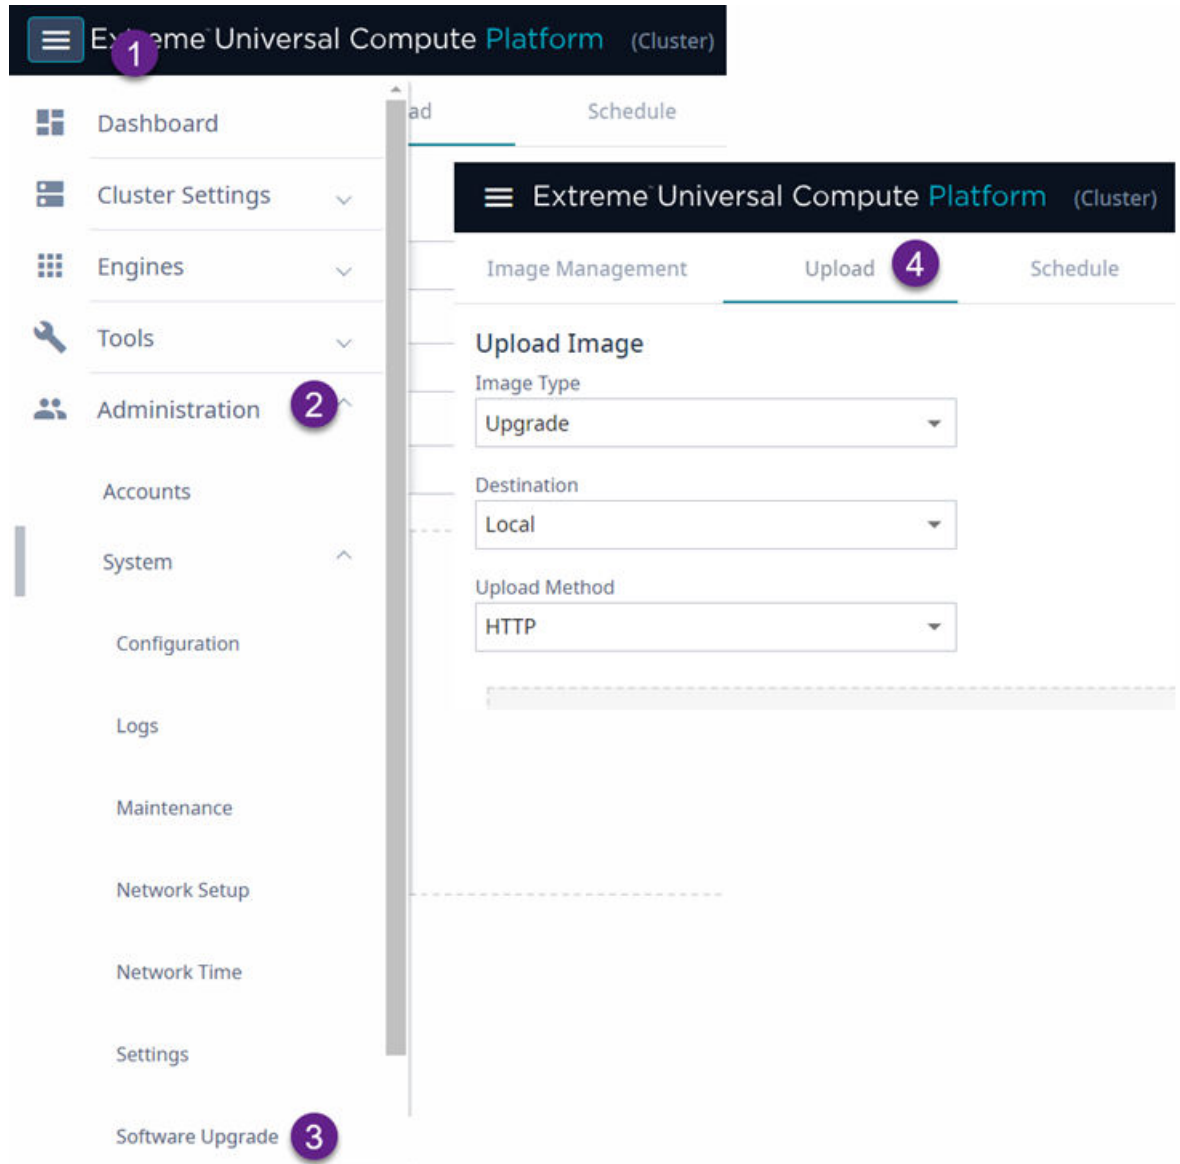 Extreme Universal Compute Platform (Cluster)
1
Dashboard
ad
Schedule
Cluster Settings
Engines
Tools
Administration 2
Accounts
System
Configuration
Logs
Maintenance
Network Setup
Network Time
Settings
Software Upgrade 3
Extreme Universal Compute Platform (Cluster)
Image Management
Upload 4
Schedule
Upload Image
Image Type
Upgrade
Destination
Local
Upload Method
HTTP